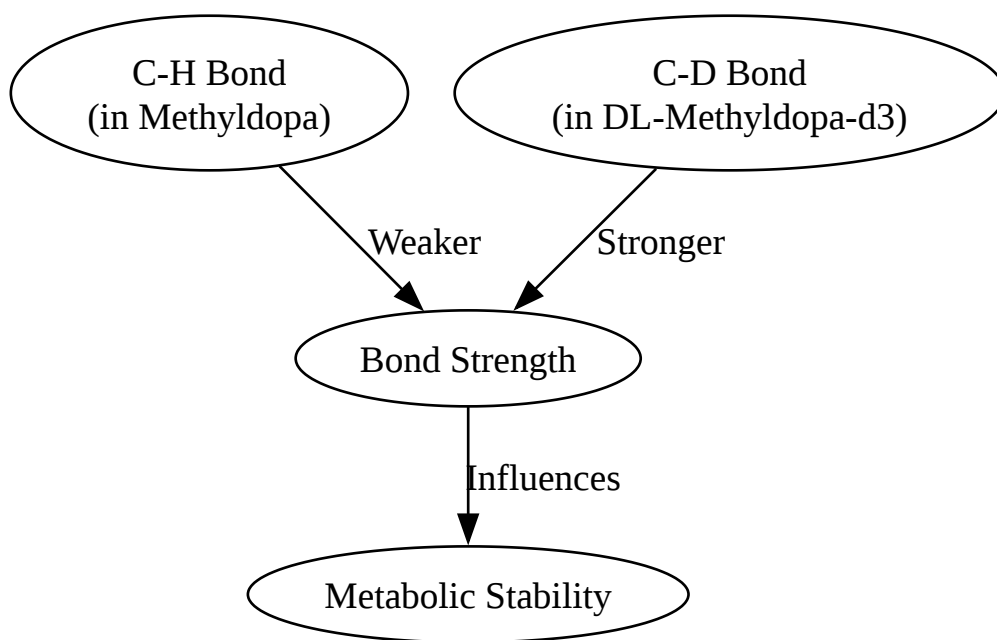 C-H Bond
(in Methyldopa)
C-D Bond
(in DL-Methyldopa-d3)
Weaker
Stronger
Bond Strength
Influences
Metabolic Stability